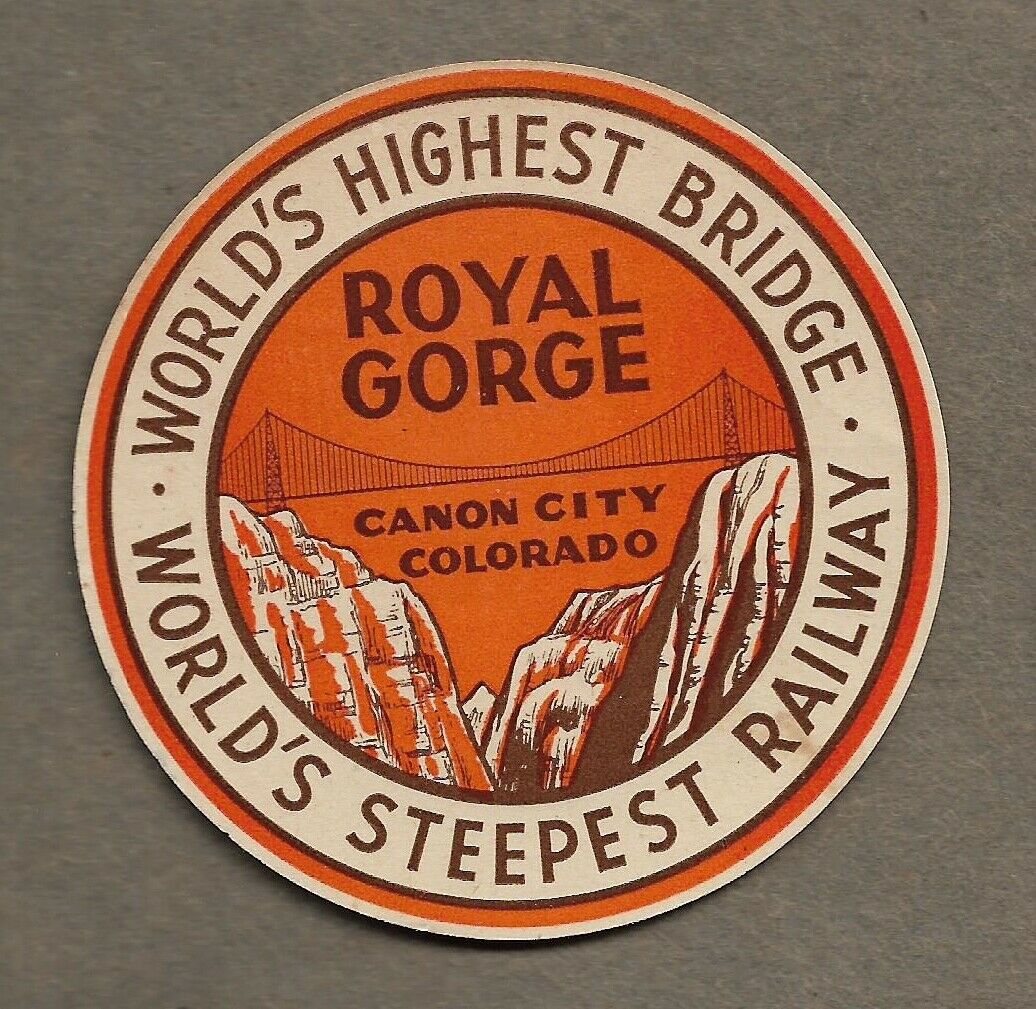 · WORLD'S HIGHEST BRIDGE ·
ROYAL
GORGE
CANON CITY
COLORADO
WORLD'S STEEPEST RAILWAY